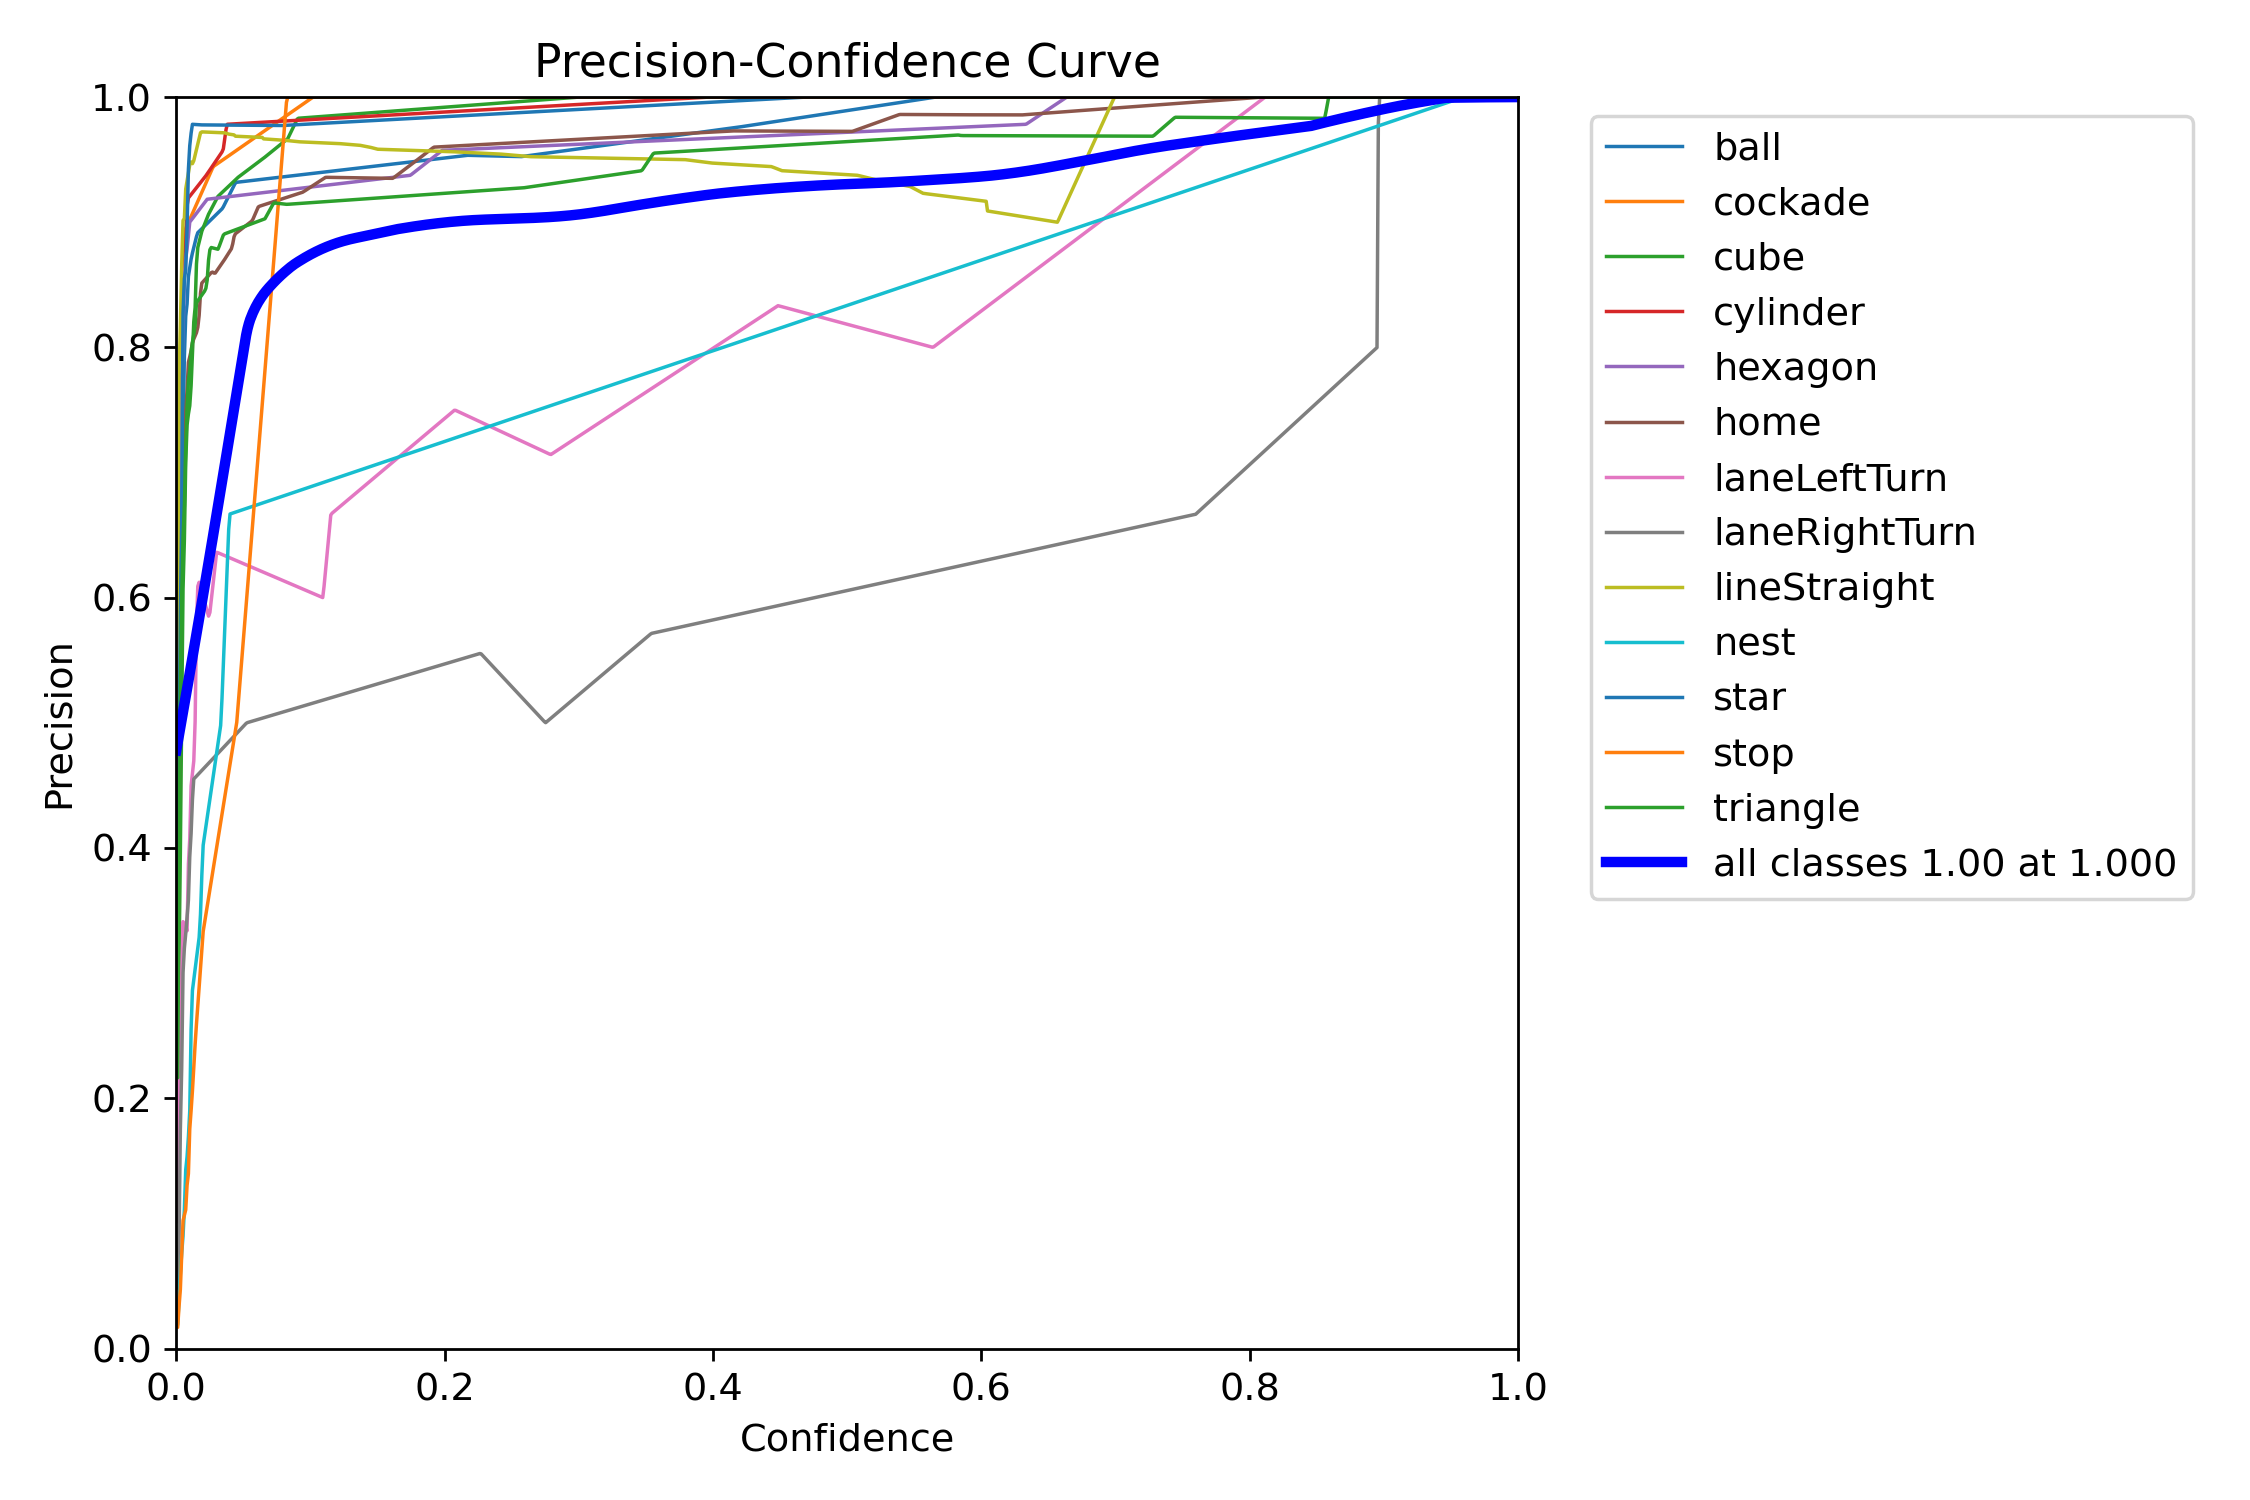 Precision-Confidence Curve
1.0
0.8
0.6
0.4
0.2
0.0
Precision
0.0 0.2 0.4 0.6 0.8 1.0
Confidence
ball
cockade
cube
cylinder
hexagon
home
laneLeftTurn
laneRightTurn
lineStraight
nest
star
stop
triangle
all classes 1.00 at 1.000